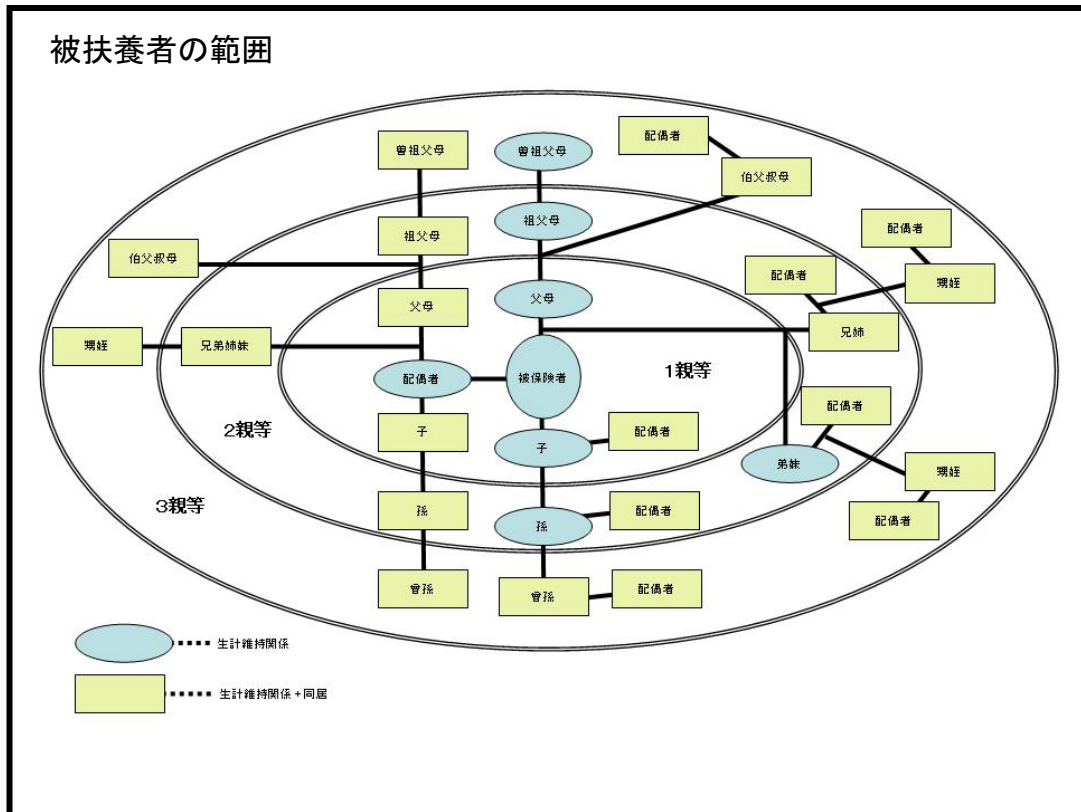 被扶養者の範囲
配偶者
曽祖父母
曽祖父母
伯父叔母
祖父母
祖父母
配偶者
伯父叔母
配偶者
甥姪
父母
父母
兄姉
甥姪
兄弟姉妹
配偶者
被保険者
1親等
配偶者
2親等
子
子
配偶者
弟妹
甥姪
3親等
孫
孫
配偶者
配偶者
曾孫
曾孫
配偶者
生計維持関係
生計維持関係+同居